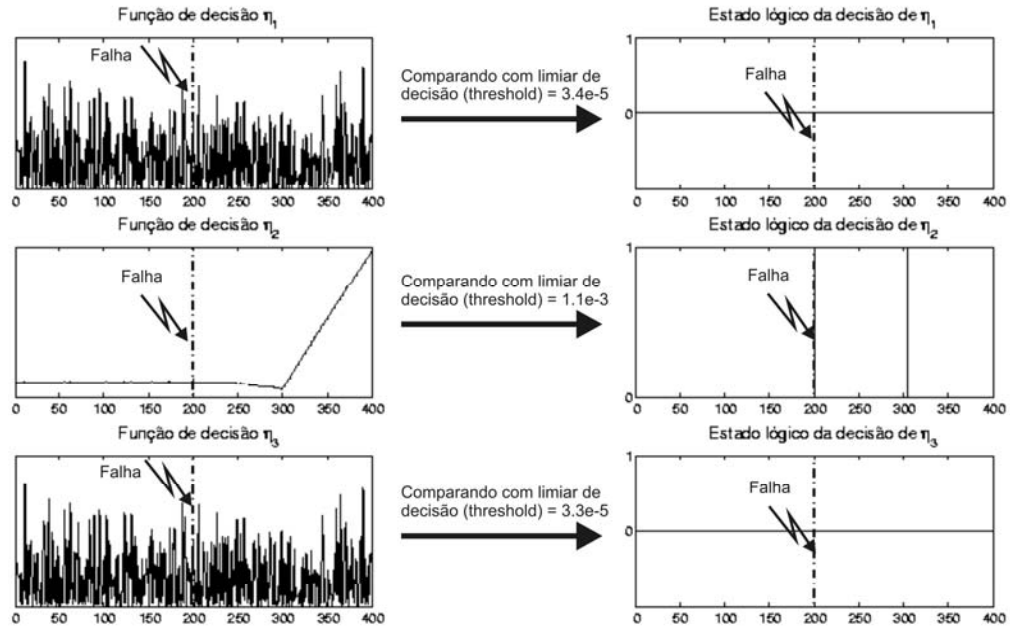 Função de decisão η1
Estado lógico da decisão de η1
Falha
Comparando com limiar de
decisão (threshold) = 3.4e-5
1
Falha
0
0 50 100 150 200 250 300 350 400
0 50 100 150 200 250 300 350 400
Função de decisão η2
Estado lógico da decisão de η2
Falha
Comparando com limiar de
decisão (threshold) = 1.1e-3
1
Falha
0
0 50 100 150 200 250 300 350 400
0 50 100 150 200 250 300 350 400
Função de decisão η3
Estado lógico da decisão de η3
Falha
Comparando com limiar de
decisão (threshold) = 3.3e-5
1
Falha
0
0 50 100 150 200 250 300 350 400
0 50 100 150 200 250 300 350 400